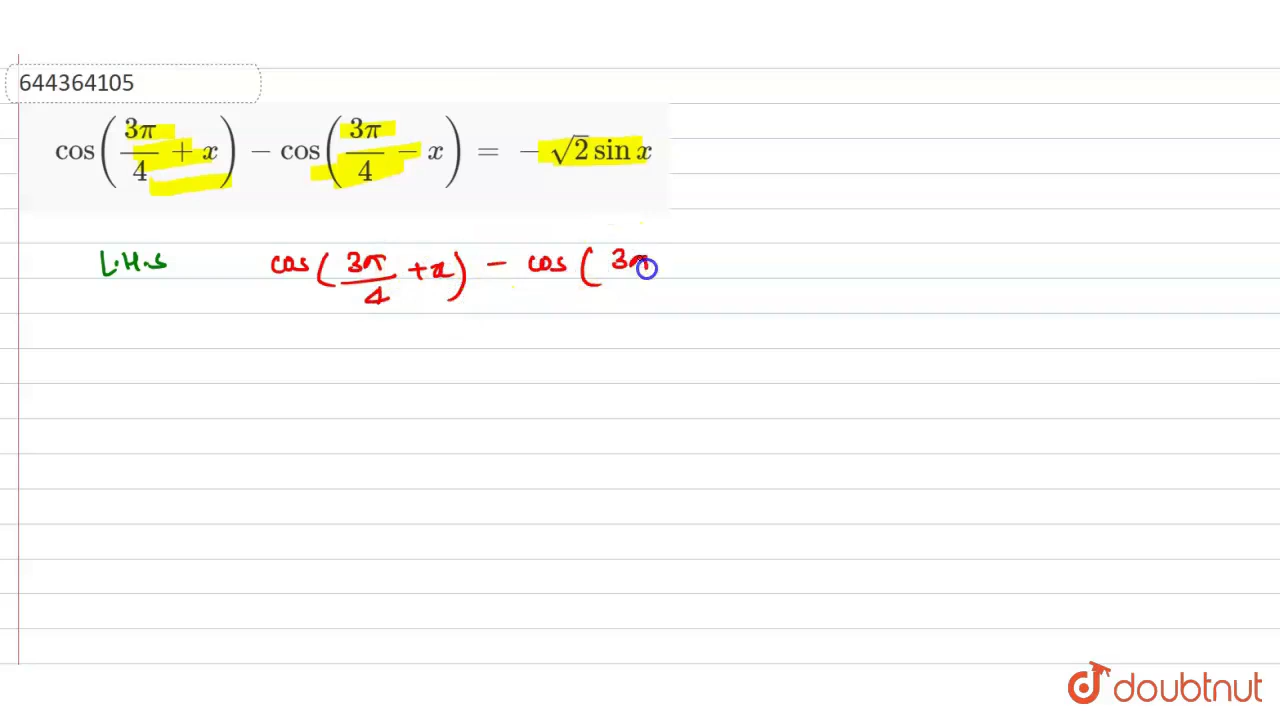 644364105
cos(3π/4 + x) − cos(3π/4 − x) = −√2 sin x
L.H.S cos(3π/4 + x) − cos(3π
doubtnut